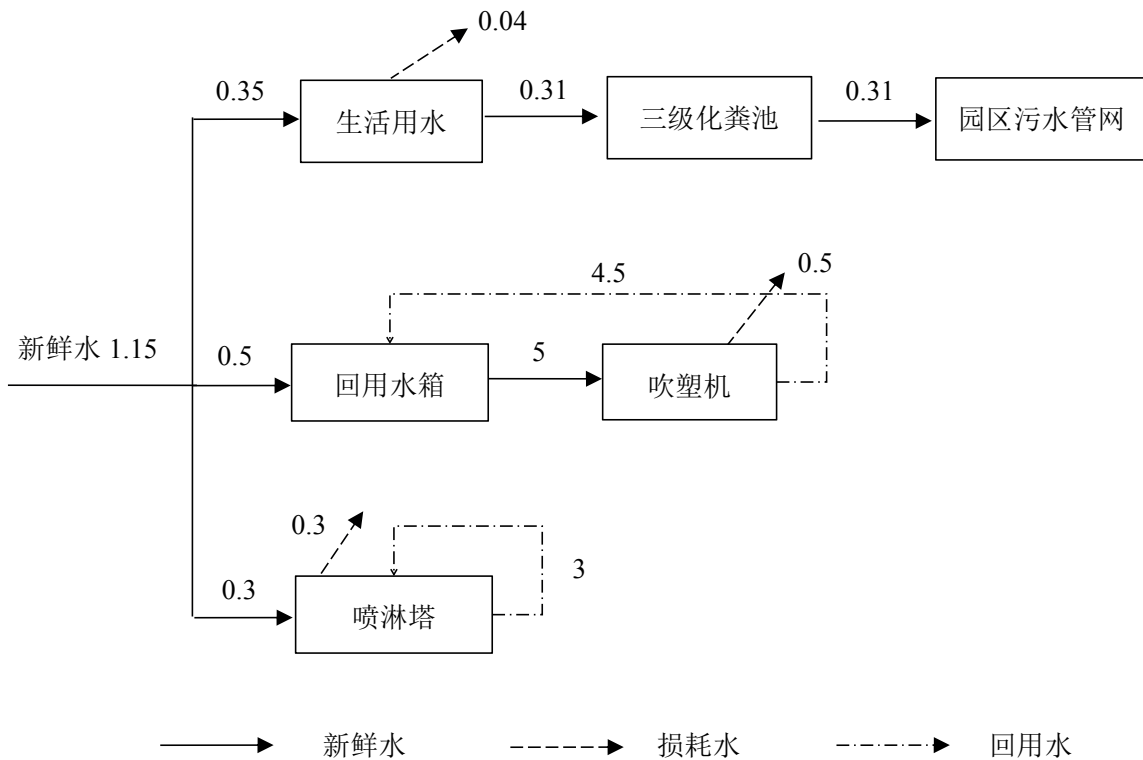 0.04
0.35
生活用水
0.31
三级化粪池
0.31
园区污水管网
4.5
0.5
新鲜水 1.15
0.5
回用水箱
5
吹塑机
0.3
0.3
喷淋塔
3
新鲜水
损耗水
回用水